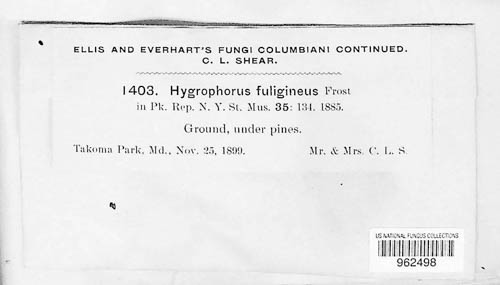 ELLIS AND EVERHART'S FUNGI COLUMBIANI CONTINUED.
C. L. SHEAR.
1403. Hygrophorus fuligineus Frost
in Pk. Rep. N. Y. St. Mus. 35: 134. 1885.
Ground, under pines.
Takoma Park, Md., Nov. 25, 1899. Mr. & Mrs. C. L. S.
US NATIONAL FUNGUS COLLECTIONS
962498